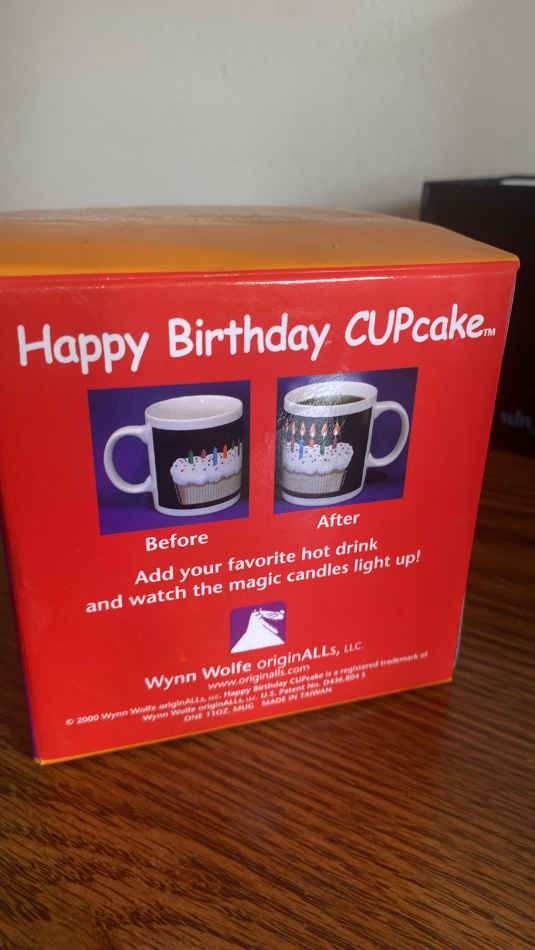 Happy Birthday CUPcake™
Before
After
Add your favorite hot drink
and watch the magic candles light up!
Wynn Wolfe originALLs, LLC.
www.originalls.com
© 2000 Wynn Wolfe originALLs, LLC. Happy Birthday CUPcake is a registered trademark of
Wynn Wolfe originALLs, LLC. U.S. Patent No. D436,804 S
ONE 11OZ. MUG MADE IN TAIWAN